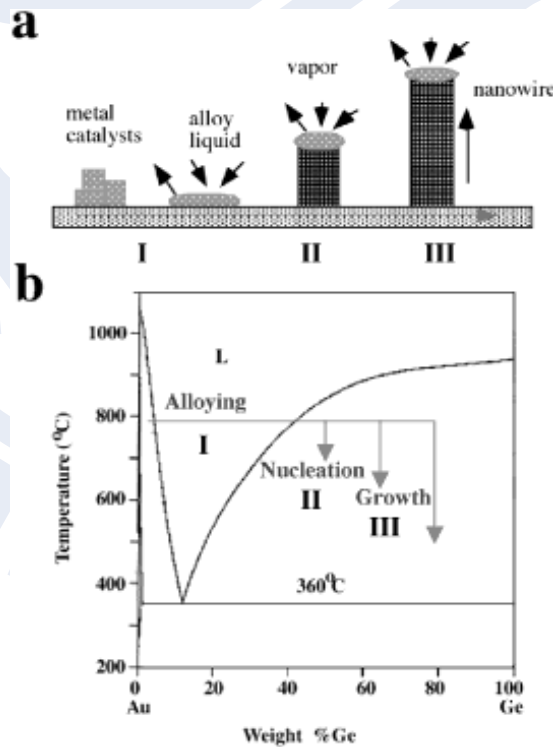 a
vapor
nanowire
metal
catalysts
alloy
liquid
I
II
III
b
1000
800
600
400
200
Temperature (⁰C)
L
Alloying
I
Nucleation
II
Growth
III
360⁰C
0
20
40
60
80
100
Au
Ge
Weight %Ge